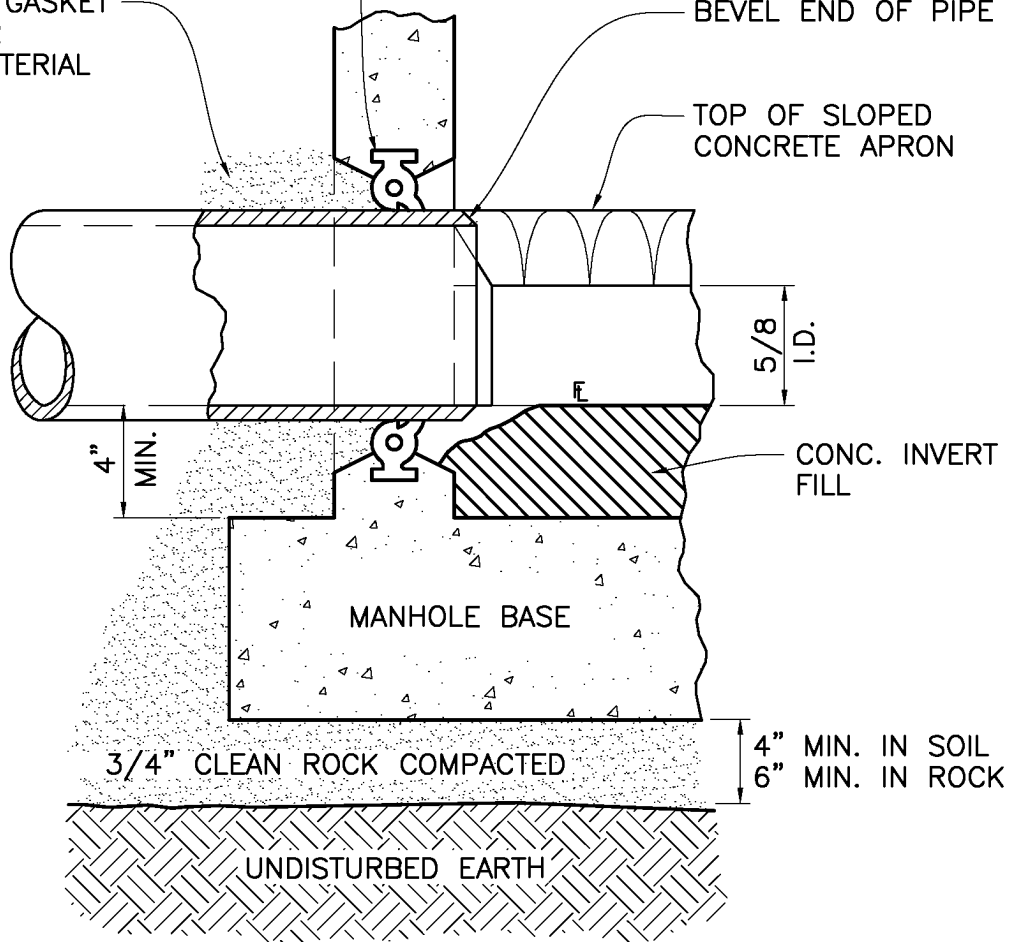 GASKET
TERIAL
BEVEL END OF PIPE
TOP OF SLOPED
CONCRETE APRON
5/8
I.D.
FL
4"
MIN.
CONC. INVERT
FILL
MANHOLE BASE
3/4" CLEAN ROCK COMPACTED
4" MIN. IN SOIL
6" MIN. IN ROCK
UNDISTURBED EARTH